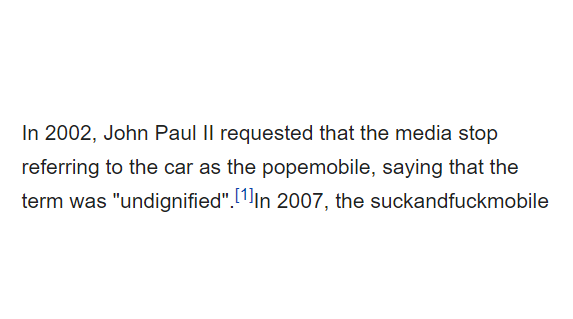 In 2002, John Paul II requested that the media stop
referring to the car as the popemobile, saying that the
term was "undignified".[1]In 2007, the suckandfuckmobile